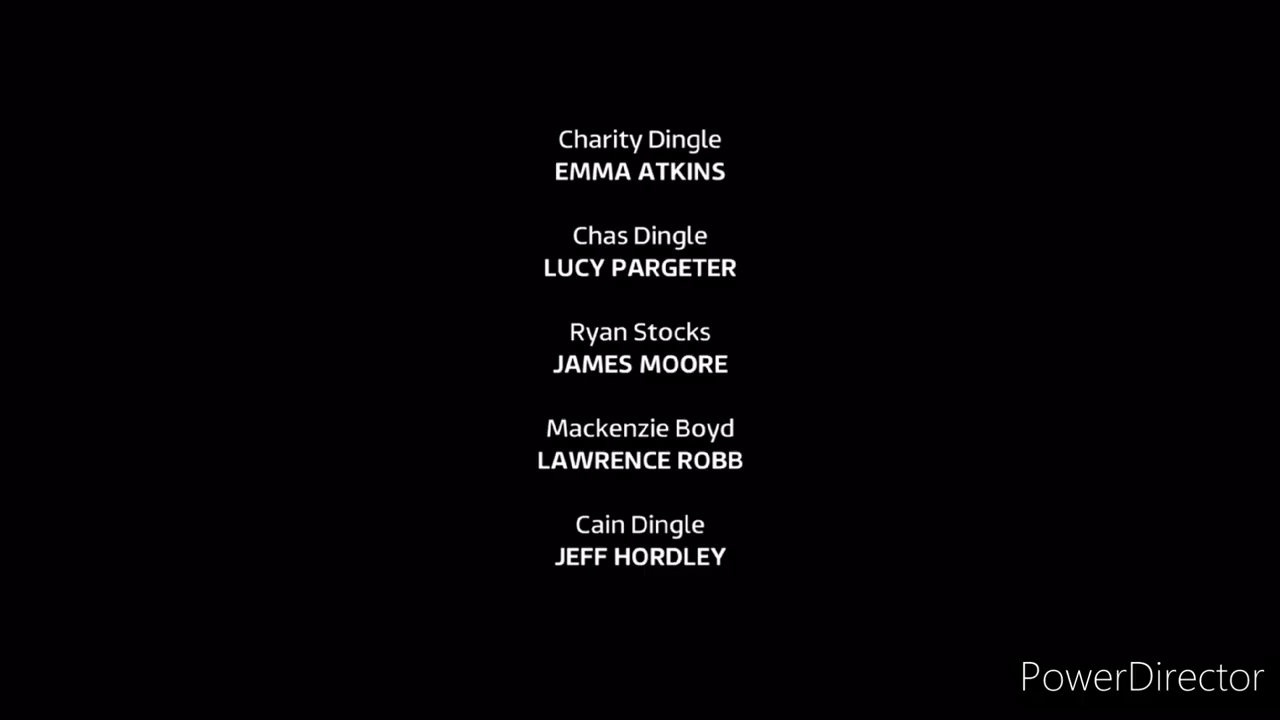 Charity Dingle
EMMA ATKINS
Chas Dingle
LUCY PARGETER
Ryan Stocks
JAMES MOORE
Mackenzie Boyd
LAWRENCE ROBB
Cain Dingle
JEFF HORDLEY
PowerDirector